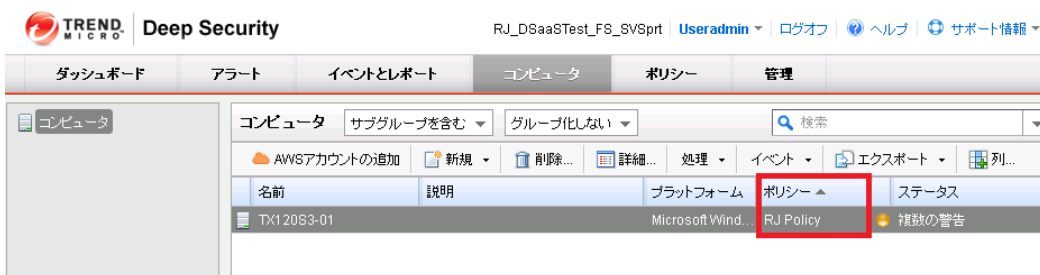 TREND MICRO Deep Security RJ_DSaaSTest_FS_SVSprt Useradmin ログオフ ヘルプ サポート情報
ダッシュボード アラート イベントとレポート コンピュータ ポリシー 管理
コンピュータ コンピュータ サブグループを含む グループ化しない 検索
AWSアカウントの追加 新規 削除... 詳細... 処理 イベント エクスポート 列...
名前 説明 プラットフォーム ポリシー ステータス
TX120S3-01 Microsoft Wind... RJ Policy 複数の警告